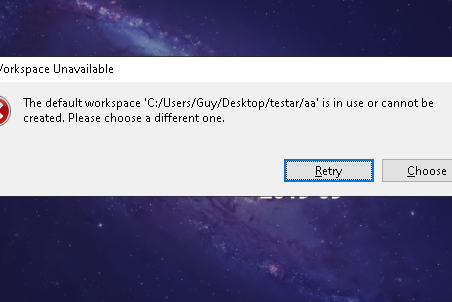 Workspace Unavailable
The default workspace 'C:/Users/Guy/Desktop/testar/aa' is in use or cannot be
created. Please choose a different one.
Retry
Choose